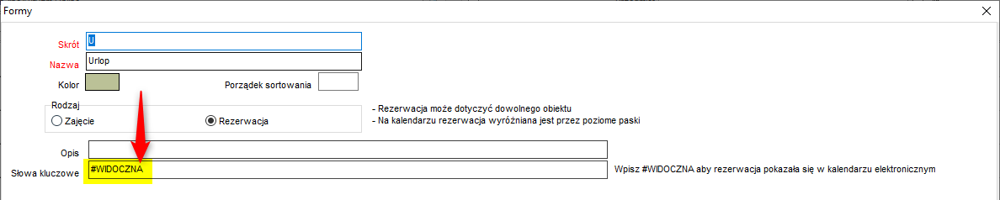 Formy
Skrót U
Nazwa Urlop
Kolor Porządek sortowania
Rodzaj
Zajęcie Rezerwacja
- Rezerwacja może dotyczyć dowolnego obiektu
- Na kalendarzu rezerwacja wyróżniana jest przez poziome paski
Opis
Słowa kluczowe #WIDOCZNA Wpisz #WIDOCZNA aby rezerwacja pokazała się w kalendarzu elektronicznym